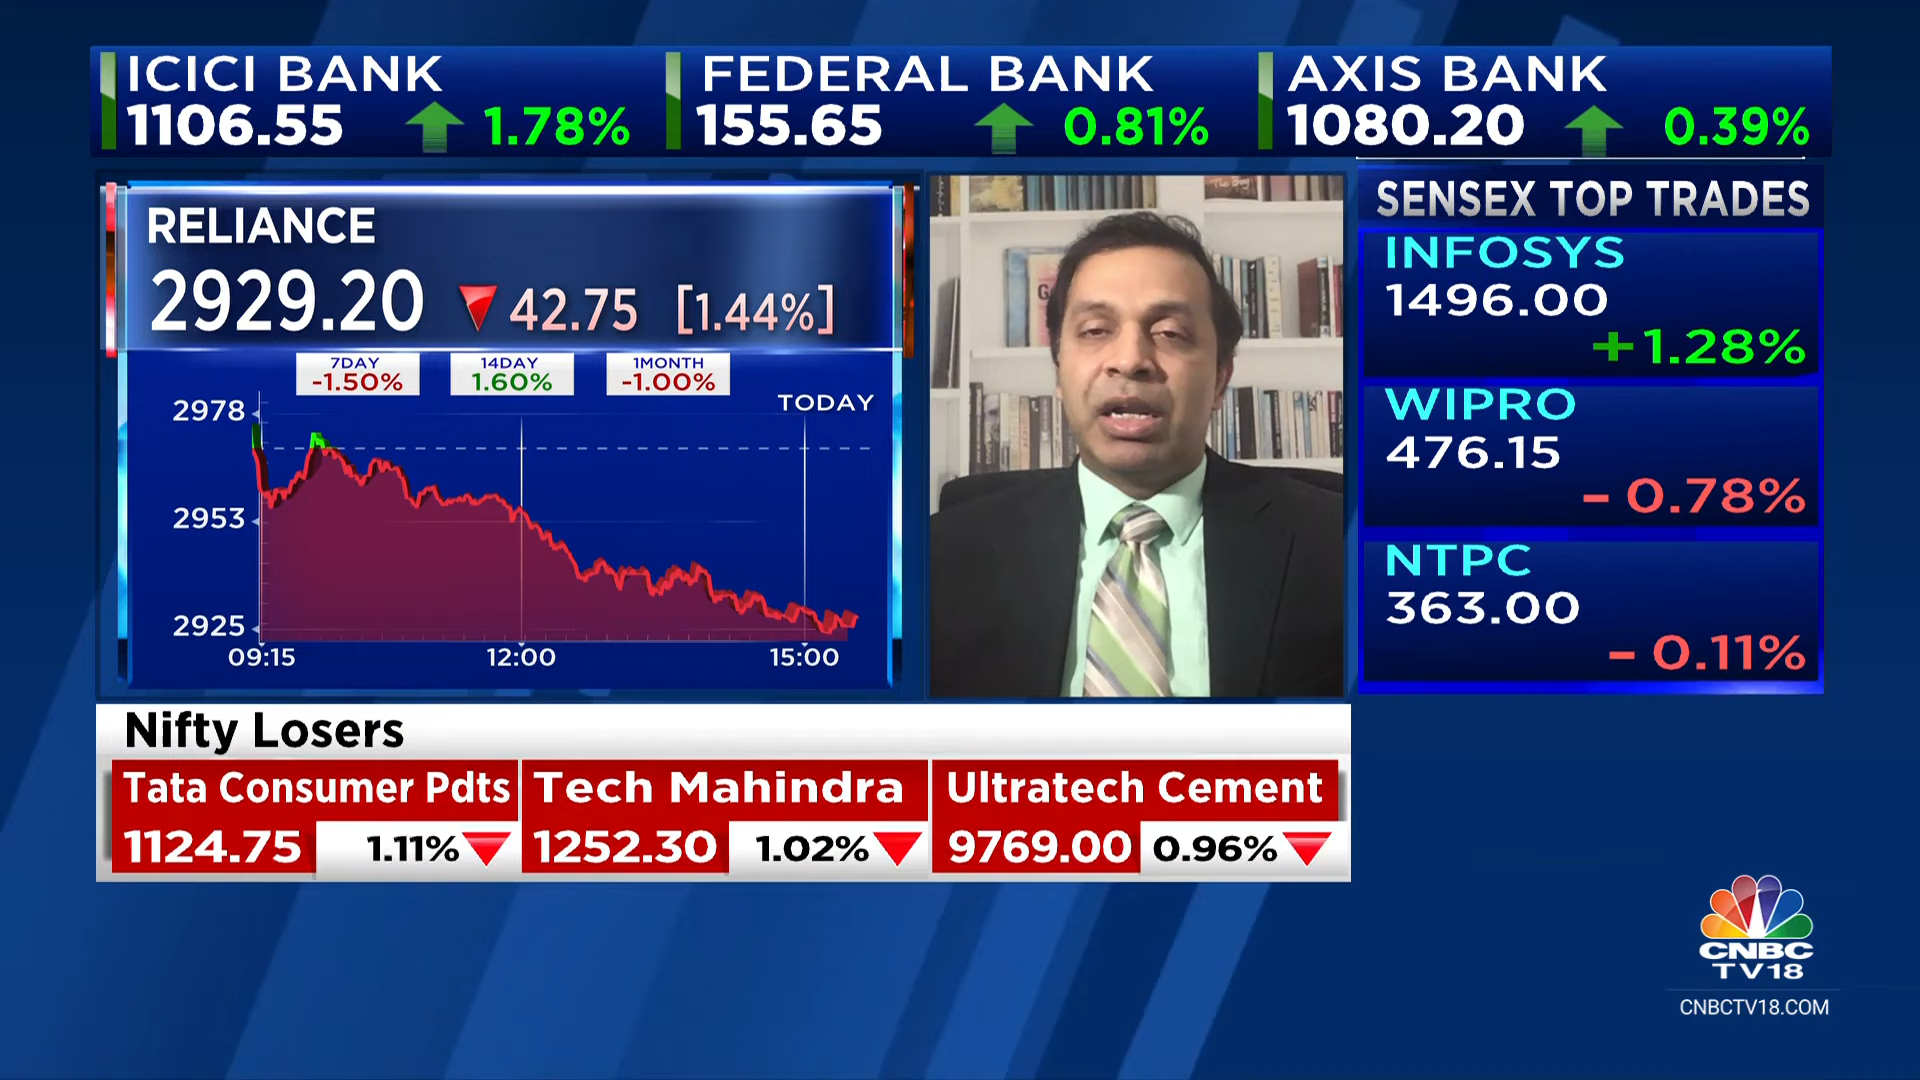 ICICI BANK
1106.55 1.78%
FEDERAL BANK
155.65 0.81%
AXIS BANK
1080.20 0.39%
RELIANCE
2929.20 42.75 [1.44%]
7DAY
-1.50%
14DAY
1.60%
1MONTH
-1.00%
TODAY
2978
2953
2925
09:15 12:00 15:00
SENSEX TOP TRADES
INFOSYS
1496.00
+1.28%
WIPRO
476.15
- 0.78%
NTPC
363.00
- 0.11%
Nifty Losers
Tata Consumer Pdts
1124.75 1.11%
Tech Mahindra
1252.30 1.02%
Ultratech Cement
9769.00 0.96%
CNBC
TV18
CNBCTV18.COM